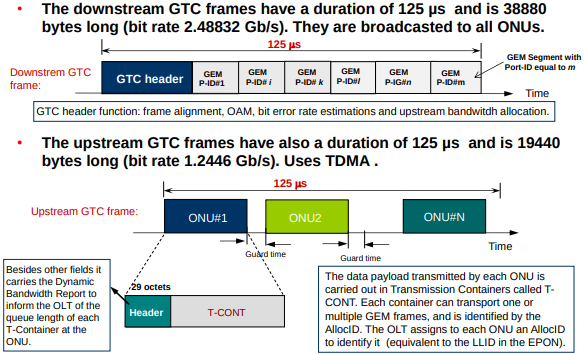 • The downstream GTC frames have a duration of 125 µs and is 38880
bytes long (bit rate 2.48832 Gb/s). They are broadcasted to all ONUs.
125 µs
GEM Segment with
Port-ID equal to m
Downstrem GTC
frame:
GTC header
GEM
P-ID#1
GEM
P-ID# i
GEM
P-ID# k
GEM
P-ID#l
GEM
P-IG#n
GEM
P-ID#m
Time
GTC header function: frame alignment, OAM, bit error rate estimations and upstream banwitdh allocation.
• The upstream GTC frames have also a duration of 125 µs and is 19440
bytes long (bit rate 1.2446 Gb/s). Uses TDMA .
125 µs
Upstream GTC frame:
ONU#1
ONU2
ONU#N
Time
Guard time
Guard time
Besides other fields it
carries the Dynamic
Bandwidth Report to
inform the OLT of the
queue length of each
T-Container at the
ONU.
29 octets
Header
T-CONT
The data payload transmitted by each ONU is
carried out in Transmission Containers called T-
CONT. Each container can transport one or
multiple GEM frames, and is identified by the
AllocID. The OLT assigns to each ONU an AllocID
to identify it (equivalent to the LLID in the EPON).